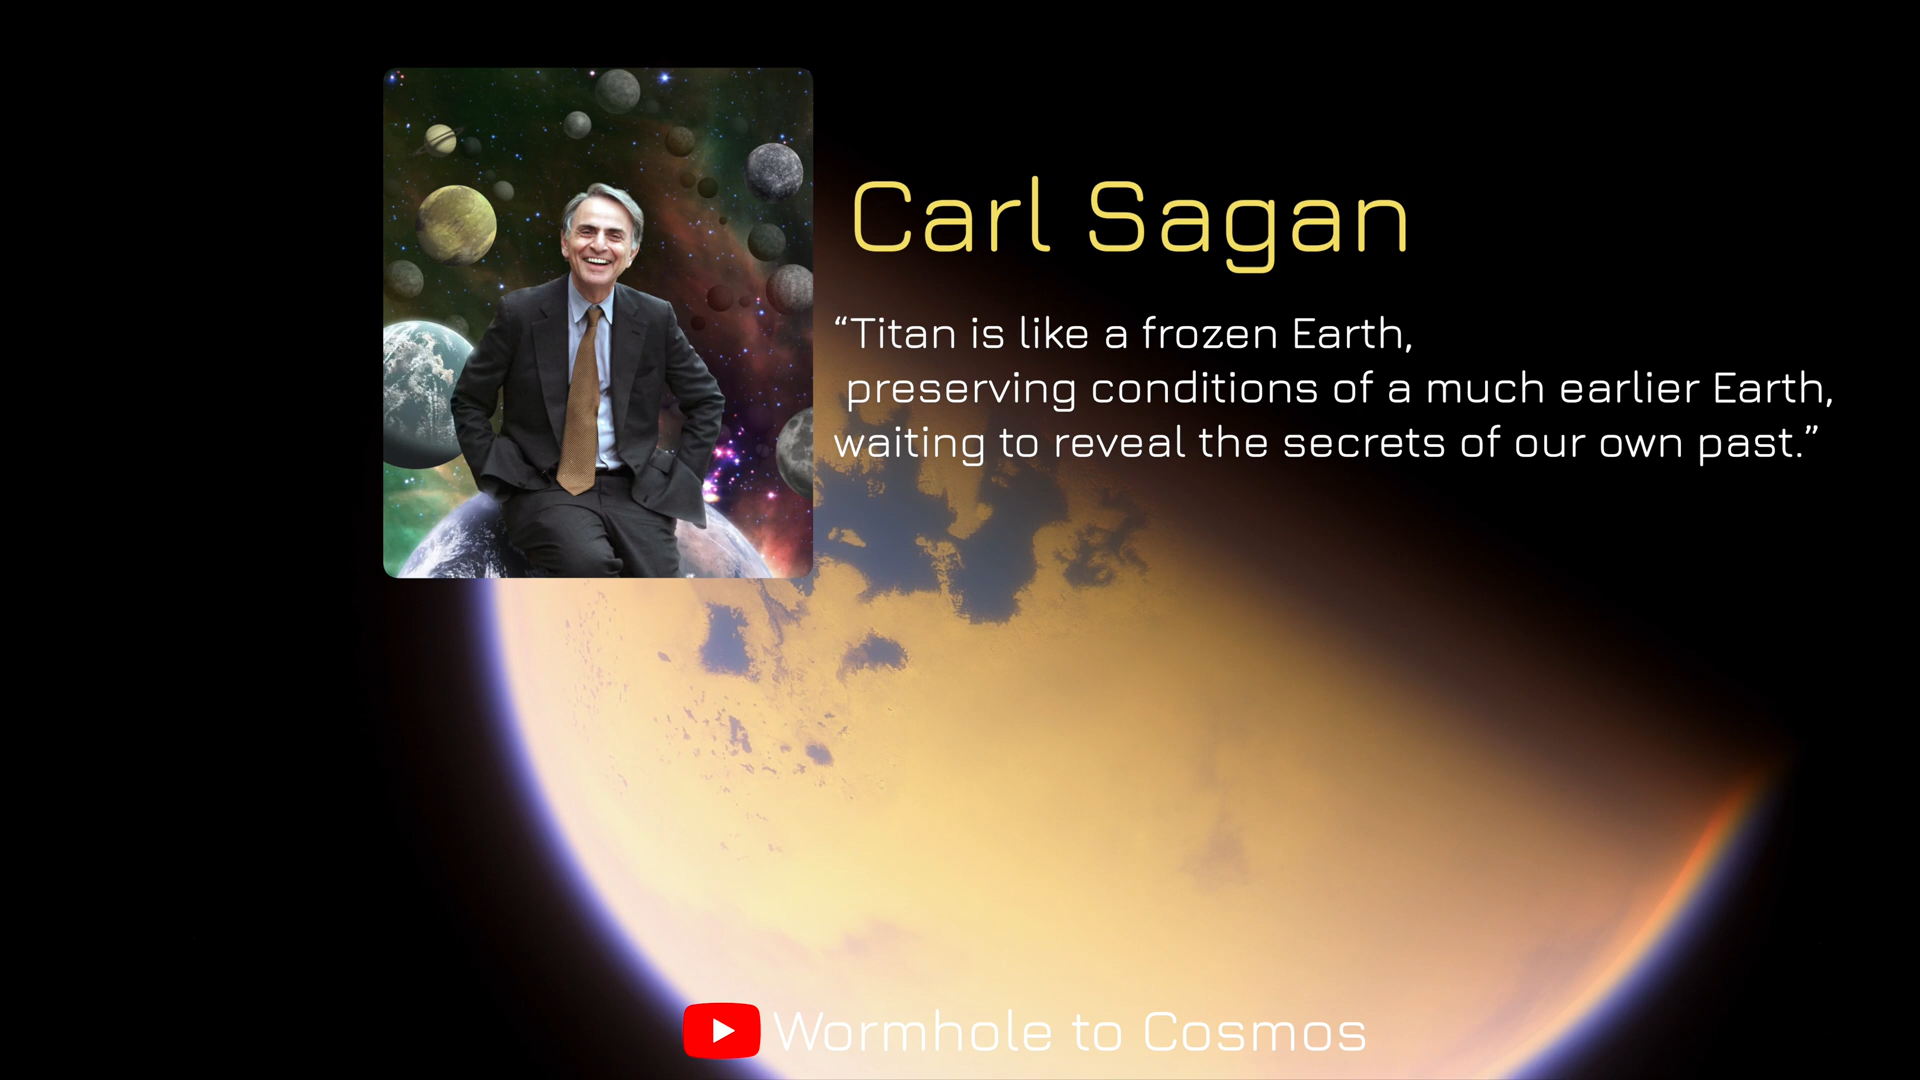 Carl Sagan
“Titan is like a frozen Earth,
preserving conditions of a much earlier Earth,
waiting to reveal the secrets of our own past.”
Wormhole to Cosmos